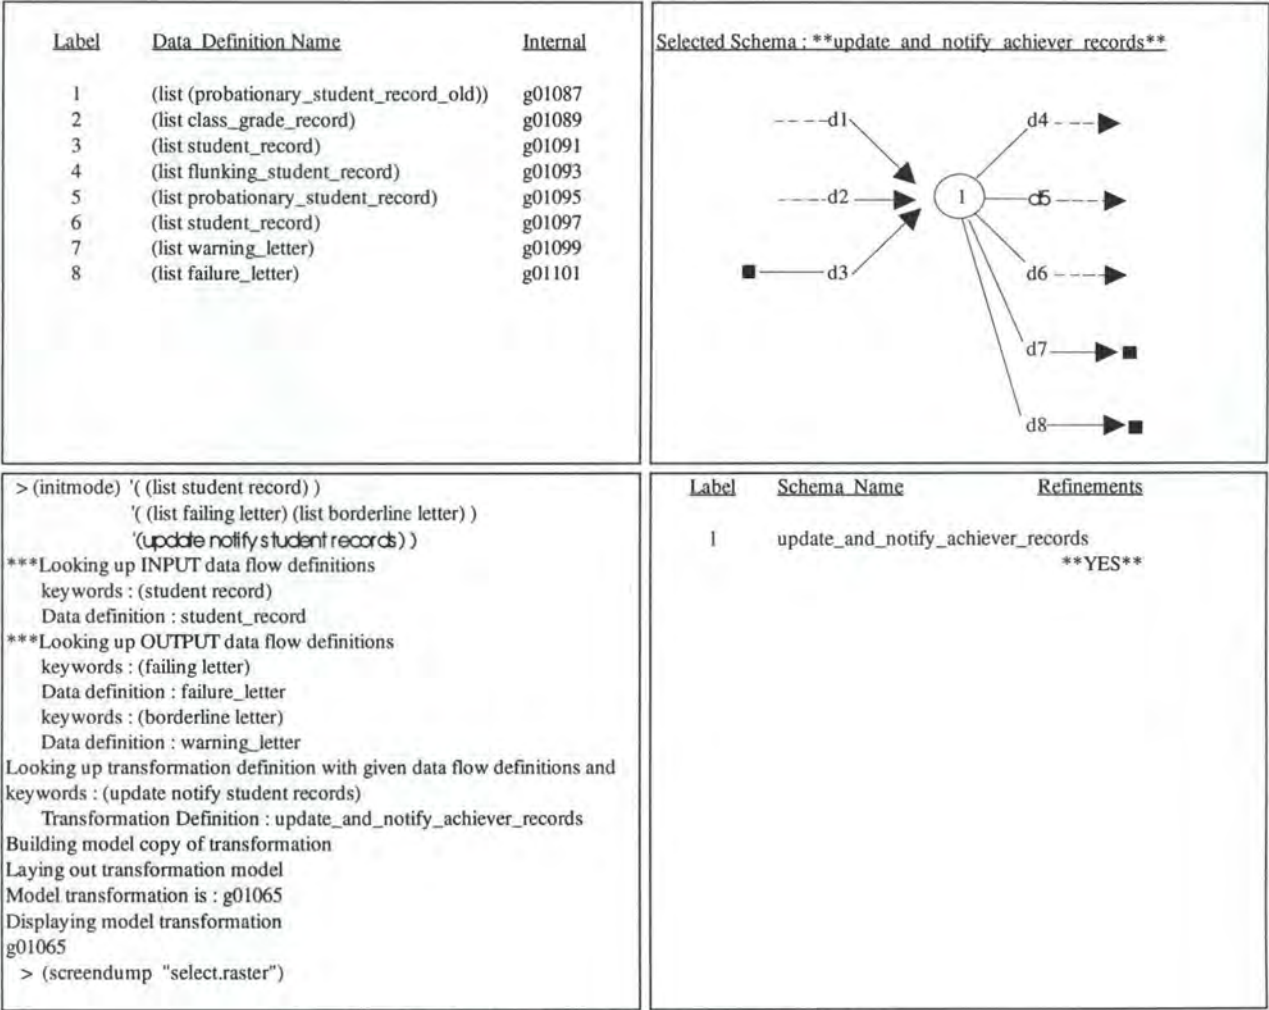 Label Data Definition Name Internal
1 (list (probationary_student_record_old)) g01087
2 (list class_grade_record) g01089
3 (list student_record) g01091
4 (list flunking_student_record) g01093
5 (list probationary_student_record) g01095
6 (list student_record) g01097
7 (list warning_letter) g01099
8 (list failure_letter) g01101
Selected Schema : **update_and_notify_achiever_records**
d1 d4
d2 1 d5
d3 d6
d7
d8
> (initmode) '( (list student record) )
'( (list failing letter) (list borderline letter) )
'(update notify student records) )
***Looking up INPUT data flow definitions
keywords : (student record)
Data definition : student_record
***Looking up OUTPUT data flow definitions
keywords : (failing letter)
Data definition : failure_letter
keywords : (borderline letter)
Data definition : warning_letter
Looking up transformation definition with given data flow definitions and
keywords : (update notify student records)
Transformation Definition : update_and_notify_achiever_records
Building model copy of transformation
Laying out transformation model
Model transformation is : g01065
Displaying model transformation
g01065
> (screendump "select.raster")
Label Schema Name Refinements
1 update_and_notify_achiever_records
**YES**